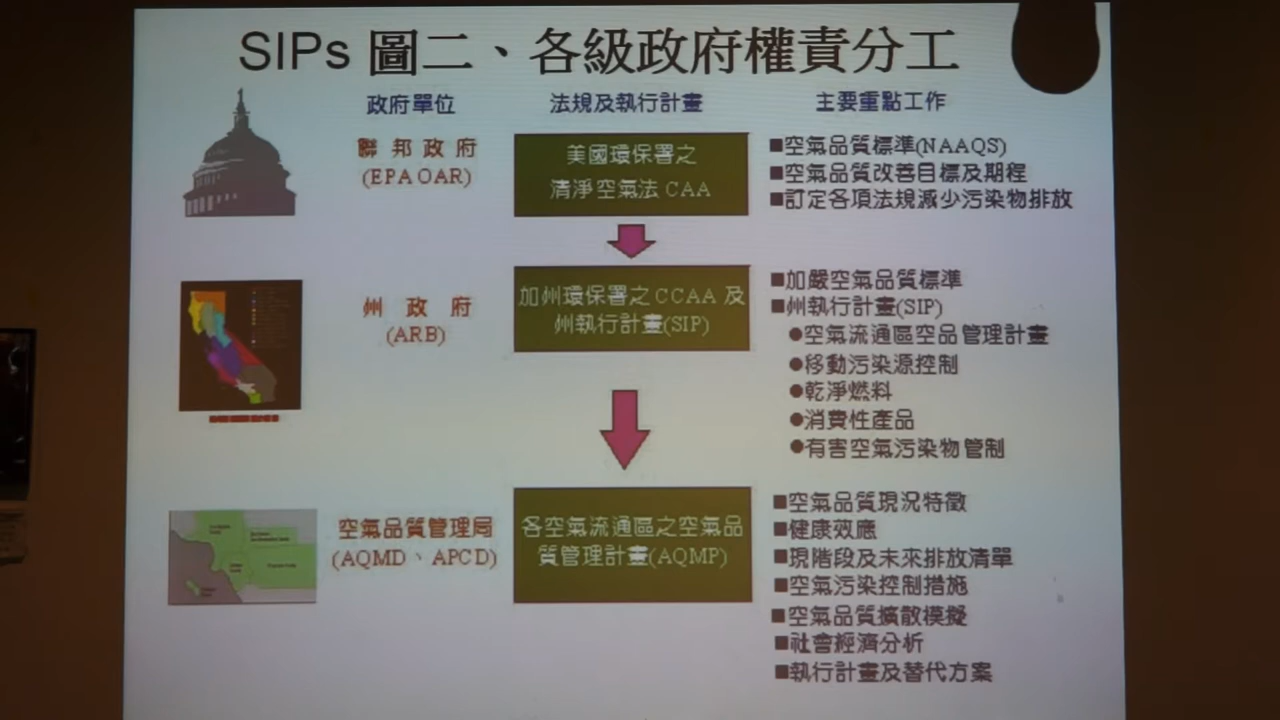 SIPs 圖二、各級政府權責分工
政府單位
法規及執行計畫
主要重點工作
聯邦政府
(EPA OAR)
美國環保署之
清淨空氣法 CAA
■空氣品質標準(NAAQS)
■空氣品質改善目標及期程
■訂定各項法規減少污染物排放
州政府
(ARB)
加州環保署之 CCAA 及
州執行計畫(SIP)
■加嚴空氣品質標準
■州執行計畫(SIP)
●空氣流通區空品管理計畫
●移動污染源控制
●乾淨燃料
●消費性產品
●有害空氣污染物管制
空氣品質管理局
(AQMD、APCD)
各空氣流通區之空氣品
質管理計畫(AQMP)
■空氣品質現況特徵
■健康效應
■現階段及未來排放清單
■空氣污染控制措施
■空氣品質擴散模擬
■社會經濟分析
■執行計畫及替代方案